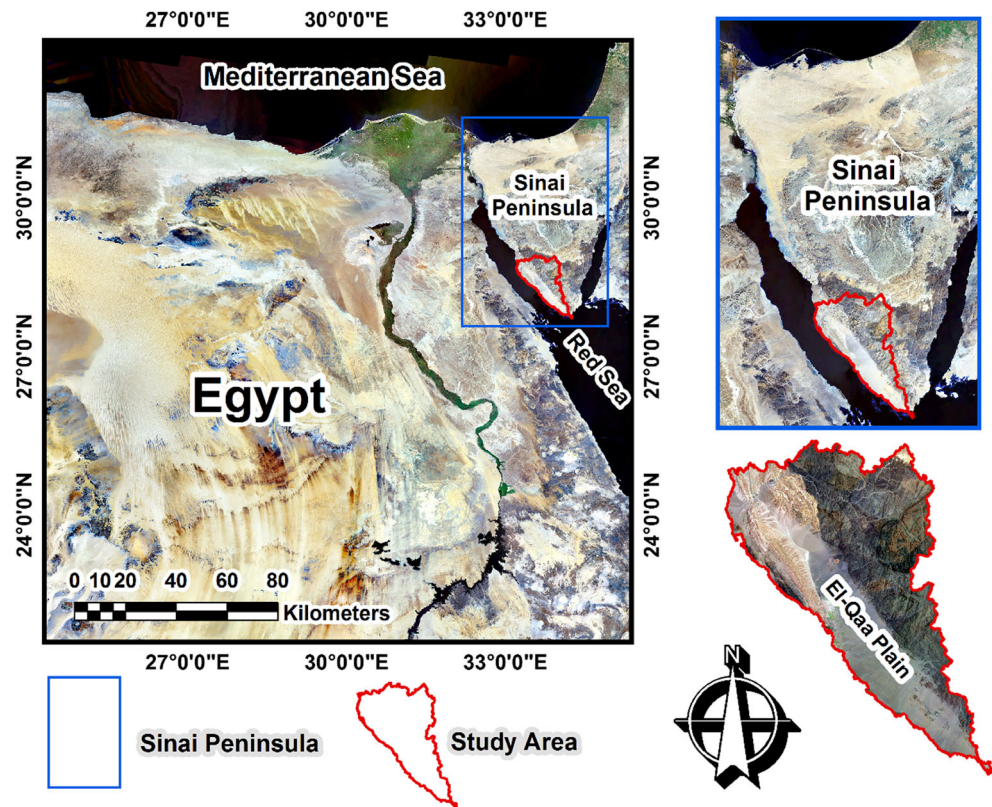 27°0'0"E 30°0'0"E 33°0'0"E
Mediterranean Sea
30°0'0"N
27°0'0"N
24°0'0"N
Sinai
Peninsula
Red Sea
Egypt
0 10 20 40 60 80
Kilometers
30°0'0"N
27°0'0"N
24°0'0"N
27°0'0"E 30°0'0"E 33°0'0"E
Sinai
Peninsula
El-Qaa Plain
N
Sinai Peninsula
Study Area